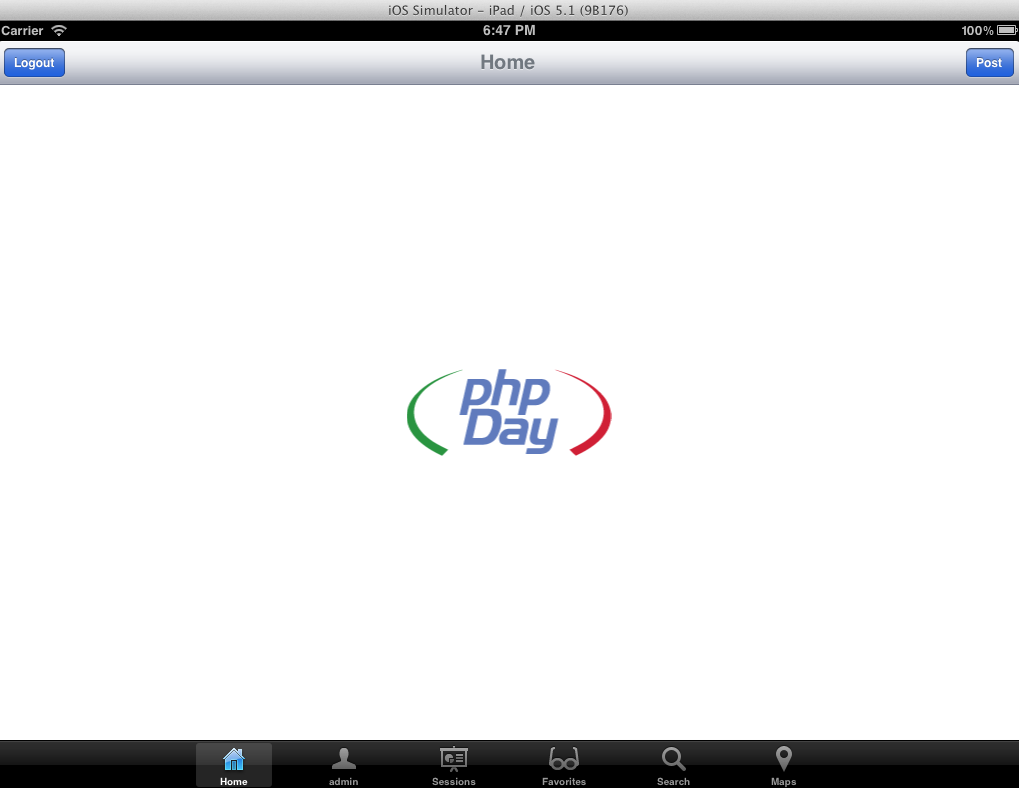 iOS Simulator – iPad / iOS 5.1 (9B176)
Carrier 6:47 PM 100%
Logout Home Post
php
Day
Home admin Sessions Favorites Search Maps